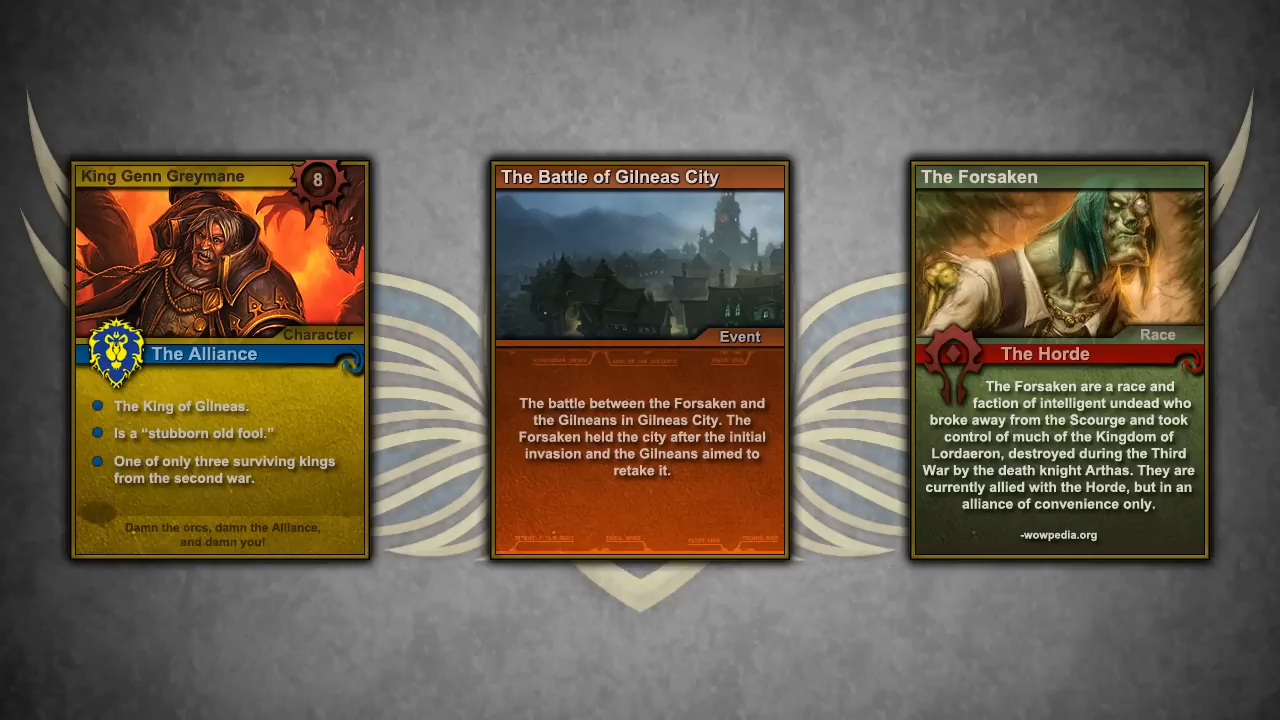 King Genn Greymane
8
Character
The Alliance
The King of Gilneas.
Is a “stubborn old fool.”
One of only three surviving kings
from the second war.
Damn the orcs, damn the Alliance,
and damn you!
The Battle of Gilneas City
Event
The battle between the Forsaken and
the Gilneans in Gilneas City. The
Forsaken held the city after the initial
invasion and the Gilneans aimed to
retake it.
The Forsaken
Race
The Horde
The Forsaken are a race and
faction of intelligent undead who
broke away from the Scourge and took
control of much of the Kingdom of
Lordaeron, destroyed during the Third
War by the death knight Arthas. They are
currently allied with the Horde, but in an
alliance of convenience only.
-wowpedia.org